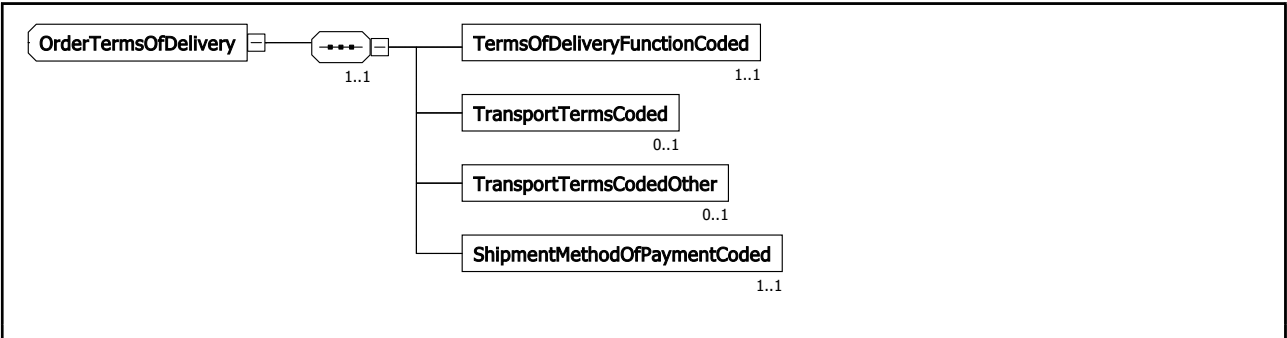 OrderTermsOfDelivery
1..1
TermsOfDeliveryFunctionCoded
1..1
TransportTermsCoded
0..1
TransportTermsCodedOther
0..1
ShipmentMethodOfPaymentCoded
1..1